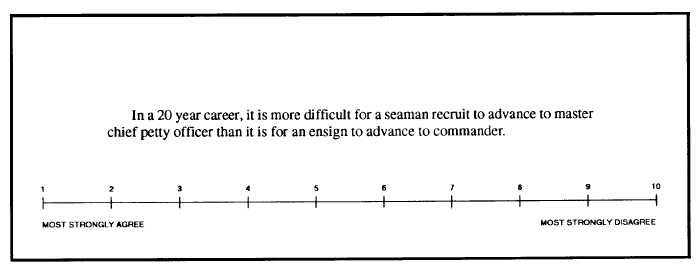 In a 20 year career, it is more difficult for a seaman recruit to advance to master
chief petty officer than it is for an ensign to advance to commander.
1 2 3 4 5 6 7 8 9 10
MOST STRONGLY AGREE MOST STRONGLY DISAGREE